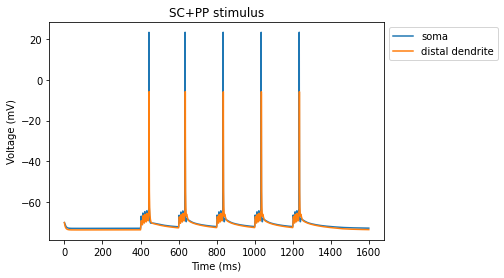 SC+PP stimulus
soma
distal dendrite
Voltage (mV)
20
0
−20
−40
−60
0 200 400 600 800 1000 1200 1400 1600
Time (ms)